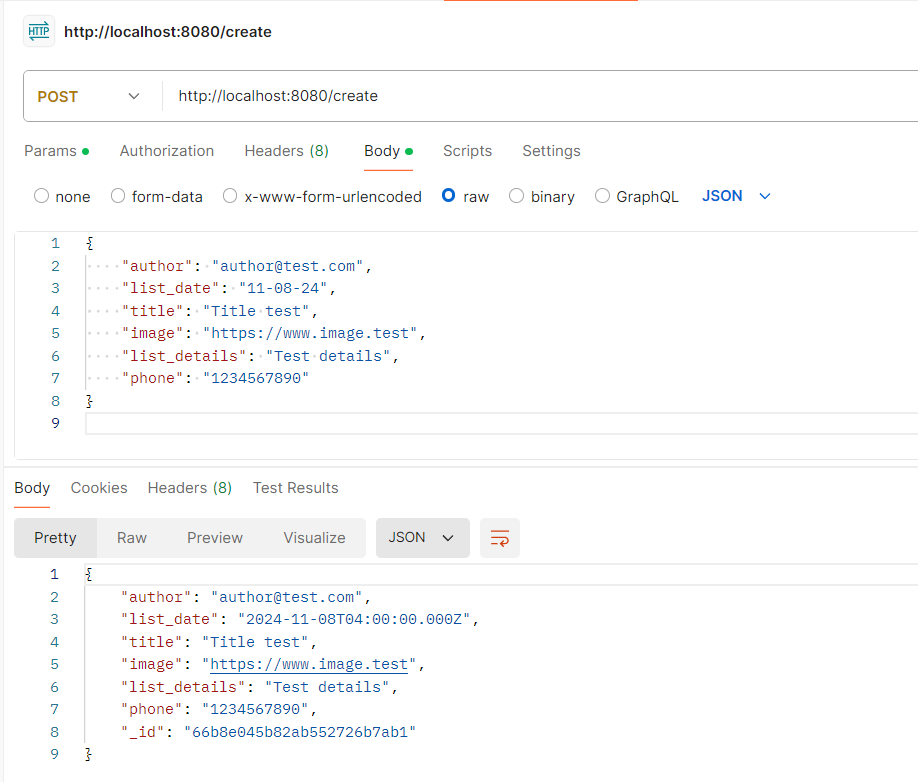 HTTP http://localhost:8080/create
POST http://localhost:8080/create
Params Authorization Headers (8) Body Scripts Settings
none form-data x-www-form-urlencoded raw binary GraphQL JSON
1 {
2 "author": "author@test.com",
3 "list_date": "11-08-24",
4 "title": "Title test",
5 "image": "https://www.image.test",
6 "list_details": "Test details",
7 "phone": "1234567890"
8 }
9
Body Cookies Headers (8) Test Results
Pretty Raw Preview Visualize JSON
1 {
2 "author": "author@test.com",
3 "list_date": "2024-11-08T04:00:00.000Z",
4 "title": "Title test",
5 "image": "https://www.image.test",
6 "list_details": "Test details",
7 "phone": "1234567890",
8 "_id": "66b8e045b82ab552726b7ab1"
9 }